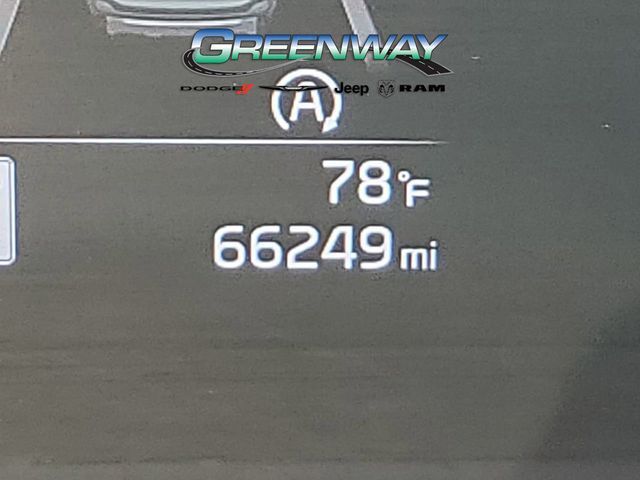 GREENWAY
DODGE Jeep RAM
A
78°F
66249 mi